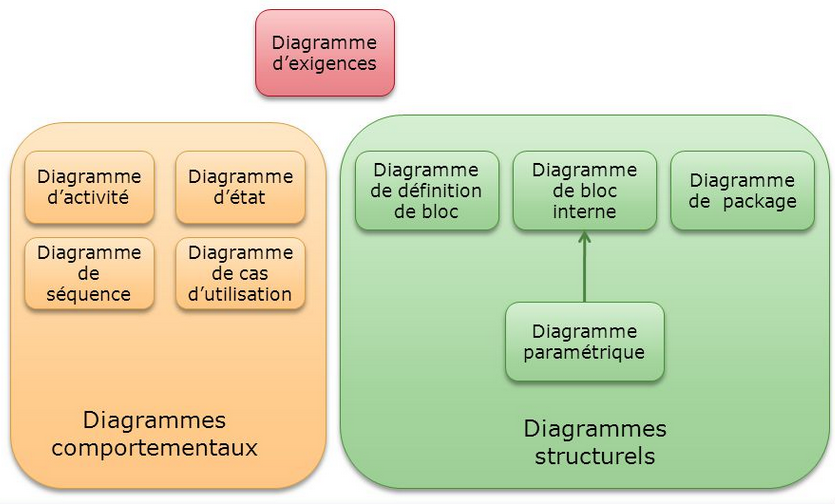 Diagramme
d’exigences
Diagramme
d’activité
Diagramme
d’état
Diagramme
de
séquence
Diagramme
de cas
d’utilisation
Diagrammes
comportementaux
Diagramme
de définition
de bloc
Diagramme
de bloc
interne
Diagramme
de package
Diagramme
paramétrique
Diagrammes
structurels